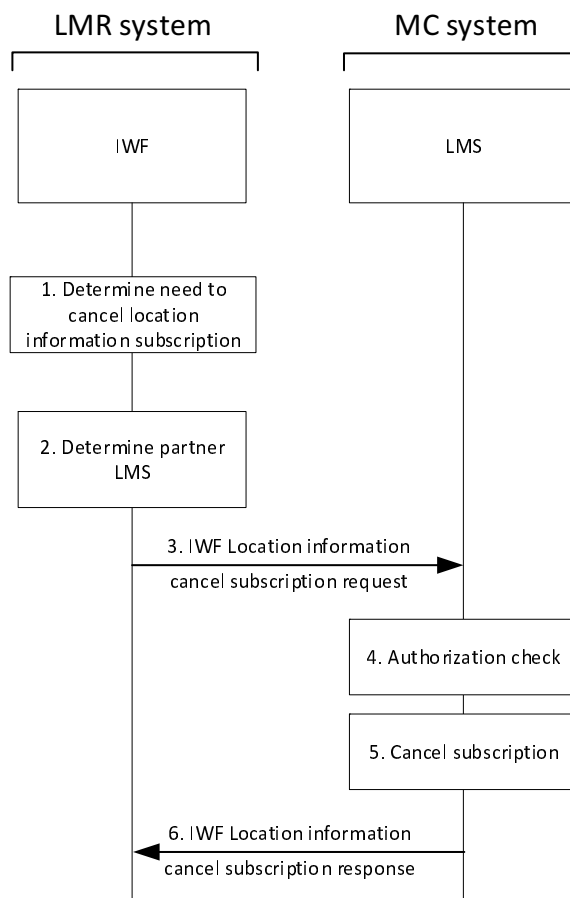 LMR system
MC system
IWF
LMS
1. Determine need to
cancel location
information subscription
2. Determine partner
LMS
3. IWF Location information
cancel subscription request
4. Authorization check
5. Cancel subscription
6. IWF Location information
cancel subscription response